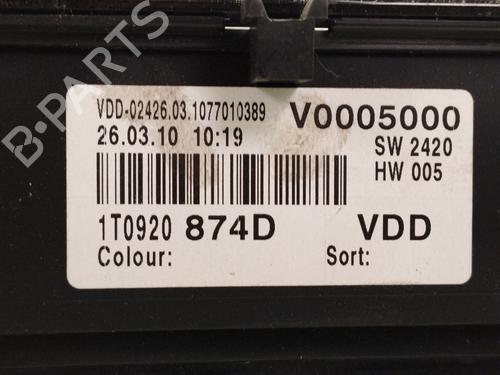 B-PARTS
VDD-02426.03.1077010389 V0005000
26.03.10 10:19 SW 2420
HW 005
1T0920 874D VDD
Colour: Sort: